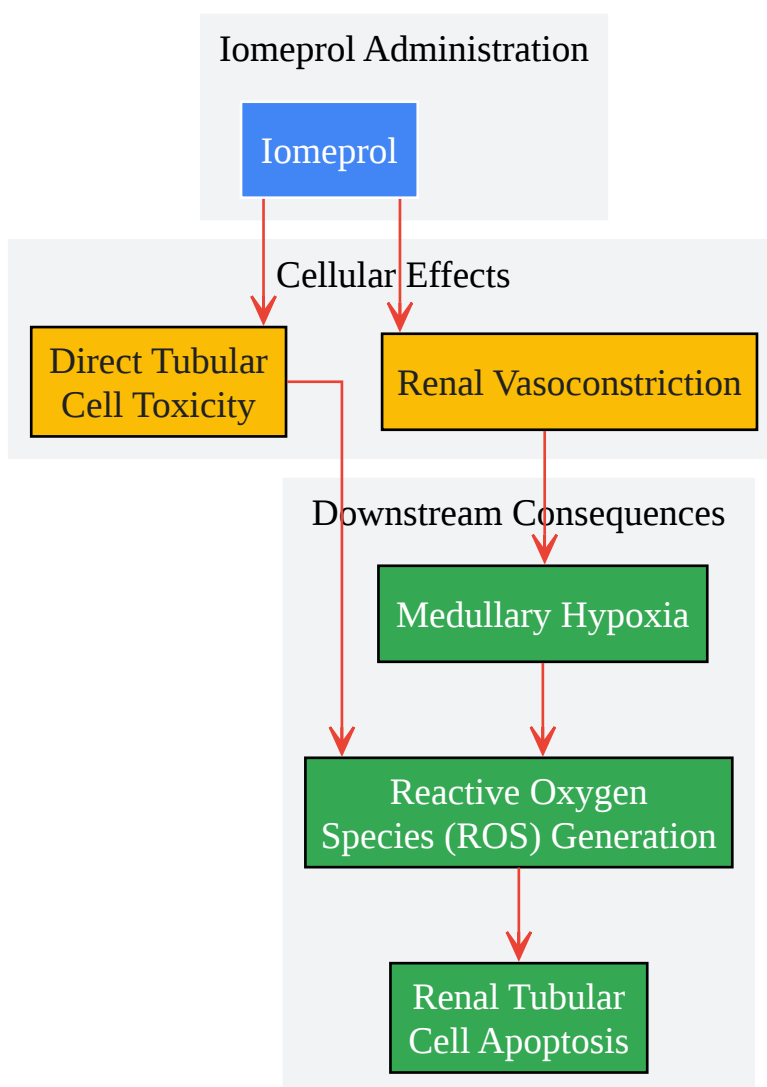 Iomeprol Administration
Iomeprol
Cellular Effects
Direct Tubular
Cell Toxicity
Renal Vasoconstriction
Downstream Consequences
Medullary Hypoxia
Reactive Oxygen
Species (ROS) Generation
Renal Tubular
Cell Apoptosis